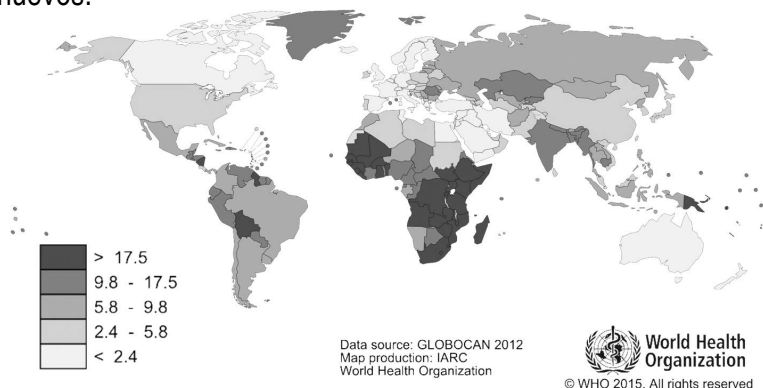 nuevos.
> 17.5
9.8 - 17.5
5.8 - 9.8
2.4 - 5.8
< 2.4
Data source: GLOBOCAN 2012
Map production: IARC
World Health Organization
World Health
Organization
© WHO 2015. All rights reserved